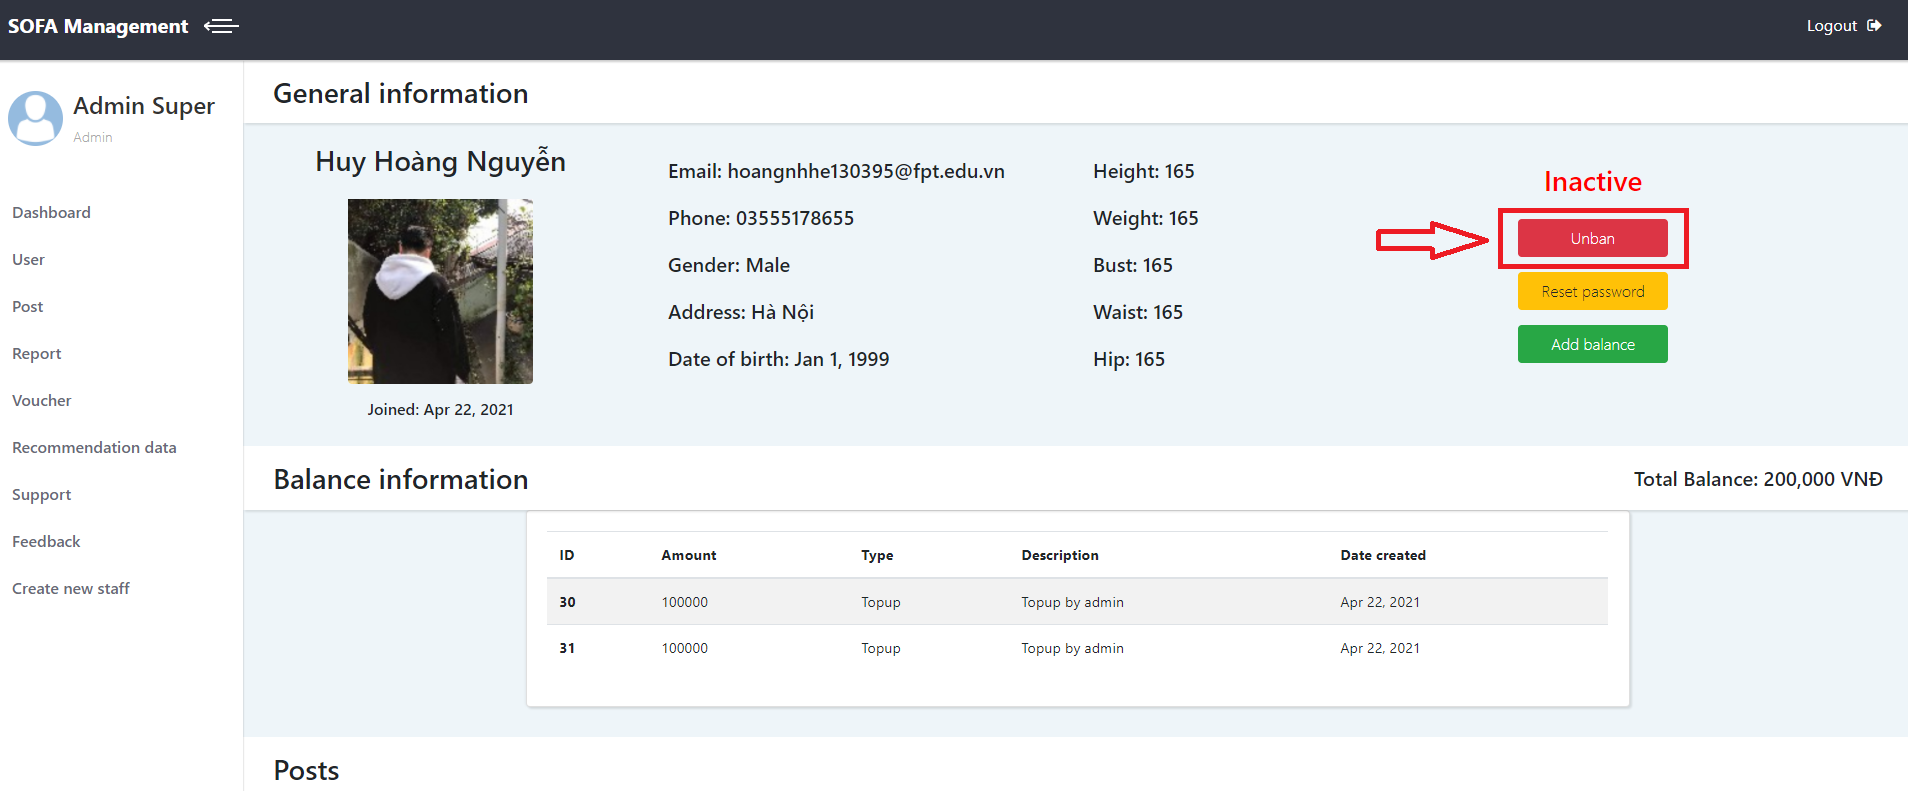 SOFA Management
Logout
Admin Super
Admin
Dashboard
User
Post
Report
Voucher
Recommendation data
Support
Feedback
Create new staff
General information
Huy Hoàng Nguyễn
Joined: Apr 22, 2021
Email: hoangnhhe130395@fpt.edu.vn
Phone: 03555178655
Gender: Male
Address: Hà Nội
Date of birth: Jan 1, 1999
Height: 165
Weight: 165
Bust: 165
Waist: 165
Hip: 165
Inactive
Unban
Reset password
Add balance
Balance information
Total Balance: 200,000 VNĐ
ID Amount Type Description Date created
30 100000 Topup Topup by admin Apr 22, 2021
31 100000 Topup Topup by admin Apr 22, 2021
Posts